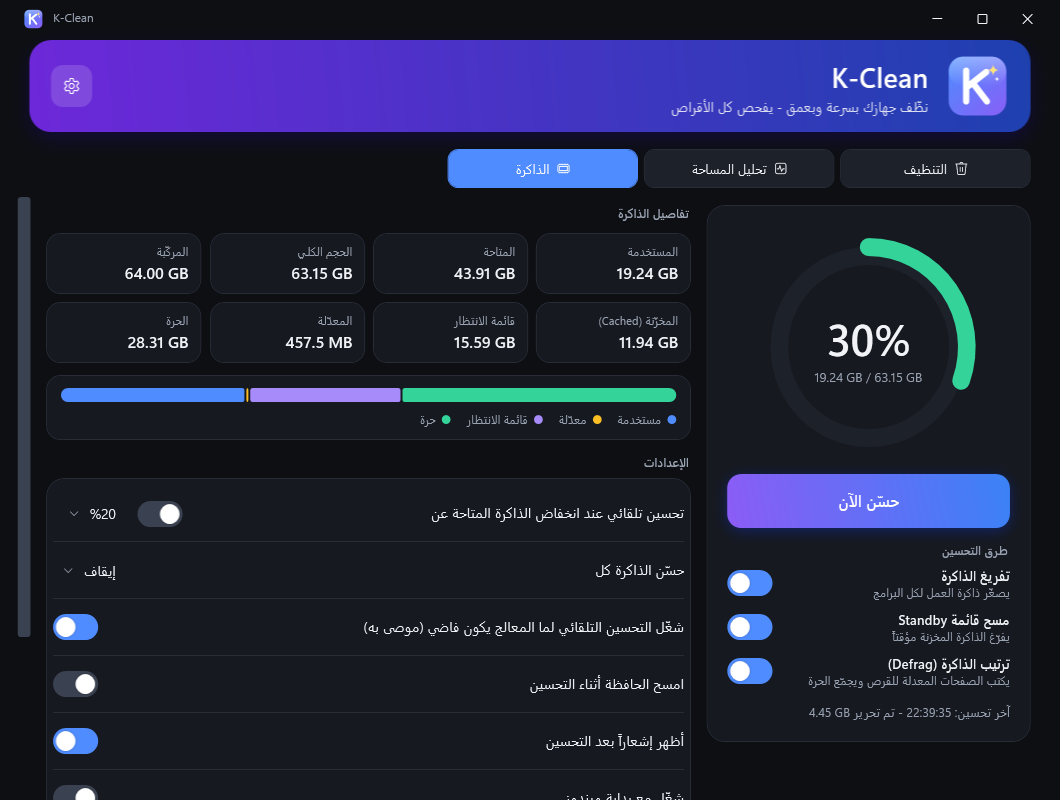 K-Clean
K-Clean
نظّف جهازك بسرعة وبعمق - يفحص كل الأقراص
التنظيف
تحليل المساحة
الذاكرة
30%
19.24 GB / 63.15 GB
حسّن الآن
طرق التحسين
تفريغ الذاكرة
يصغّر ذاكرة العمل لكل البرامج
مسح قائمة Standby
يفرّغ الذاكرة المخزنة مؤقتاً
ترتيب الذاكرة (Defrag)
يكتب الصفحات المعدلة للقرص ويجمّع الحرة
آخر تحسين: 22:39:35 - تم تحرير 4.45 GB
تفاصيل الذاكرة
المستخدمة
19.24 GB
المتاحة
43.91 GB
الحجم الكلي
63.15 GB
المركّبة
64.00 GB
المخزّنة (Cached)
11.94 GB
قائمة الانتظار
15.59 GB
المعدّلة
457.5 MB
الحرة
28.31 GB
مستخدمة
معدّلة
قائمة الانتظار
حرة
الإعدادات
تحسين تلقائي عند انخفاض الذاكرة المتاحة عن
%20
حسّن الذاكرة كل
إيقاف
شغّل التحسين التلقائي لما المعالج يكون فاضي (موصى به)
امسح الحافظة أثناء التحسين
أظهر إشعاراً بعد التحسين
شغّل مع بداية ويندوز